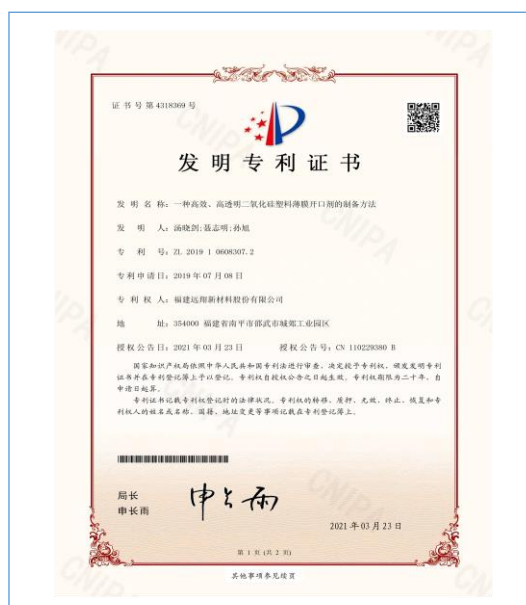 证书号第4318369号
发明专利证书
发明名称：一种高效、高透明二氧化硅塑料薄膜开口剂的制备方法
发明人：汤晓剑;聂志明;孙旭
专利号：ZL 2019 1 0608307.2
专利申请日：2019年07月08日
专利权人：福建远翔新材料股份有限公司
地址：354000 福建省南平市邵武市城郊工业园区
授权公告日：2021年03月23日 授权公告号：CN 110229380 B
国家知识产权局依照中华人民共和国专利法进行审查，决定授予专利权，颁发发明专利
证书并在专利登记簿上予以登记。专利权自授权公告之日起生效。专利权期限为二十年，自
申请日起算。
专利证书记载专利权登记时的法律状况。专利权的转移、质押、无效、终止、恢复和专
利权人的姓名或名称、国籍、地址变更等事项记载在专利登记簿上。
局长
申长雨
申长雨
2021年03月23日
第 1 页 (共 2 页)
其他事项参见续页
CNIPA